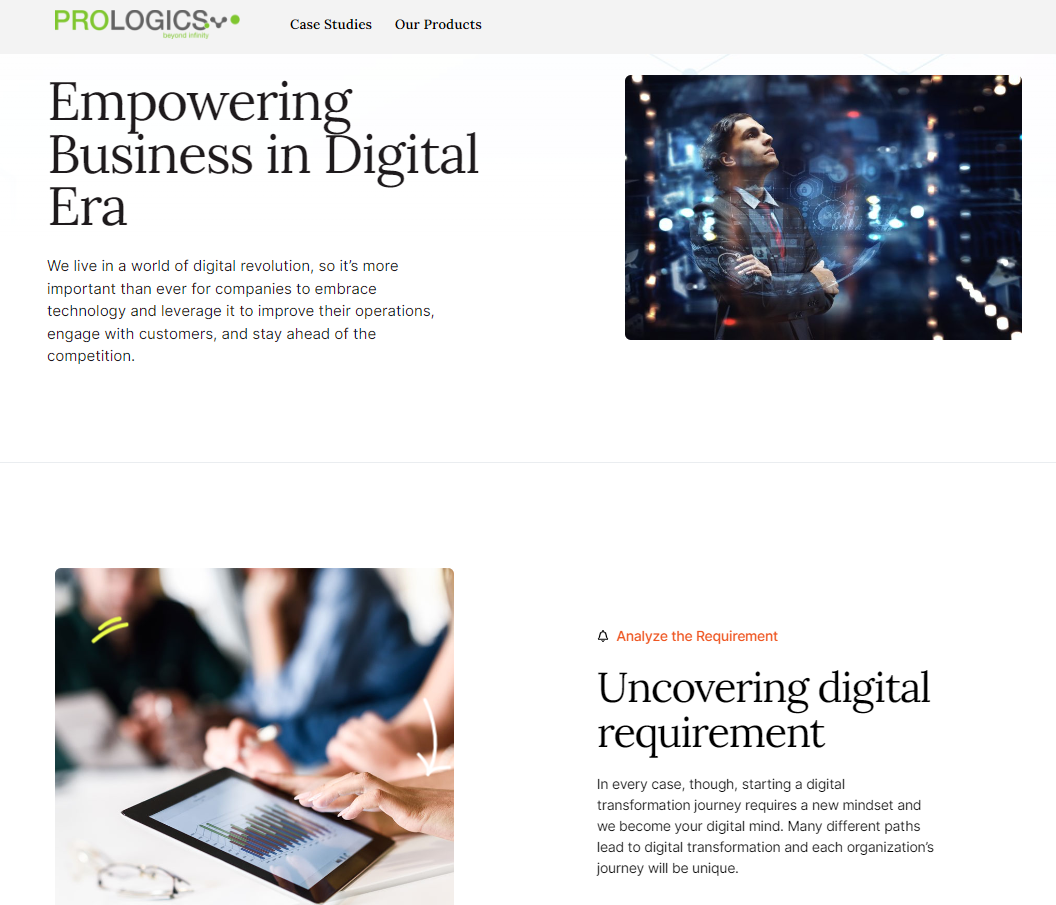 PROLOGICS
beyond infinity
Case Studies
Our Products
Empowering
Business in Digital
Era
We live in a world of digital revolution, so it’s more
important than ever for companies to embrace
technology and leverage it to improve their operations,
engage with customers, and stay ahead of the
competition.
Analyze the Requirement
Uncovering digital
requirement
In every case, though, starting a digital
transformation journey requires a new mindset and
we become your digital mind. Many different paths
lead to digital transformation and each organization’s
journey will be unique.